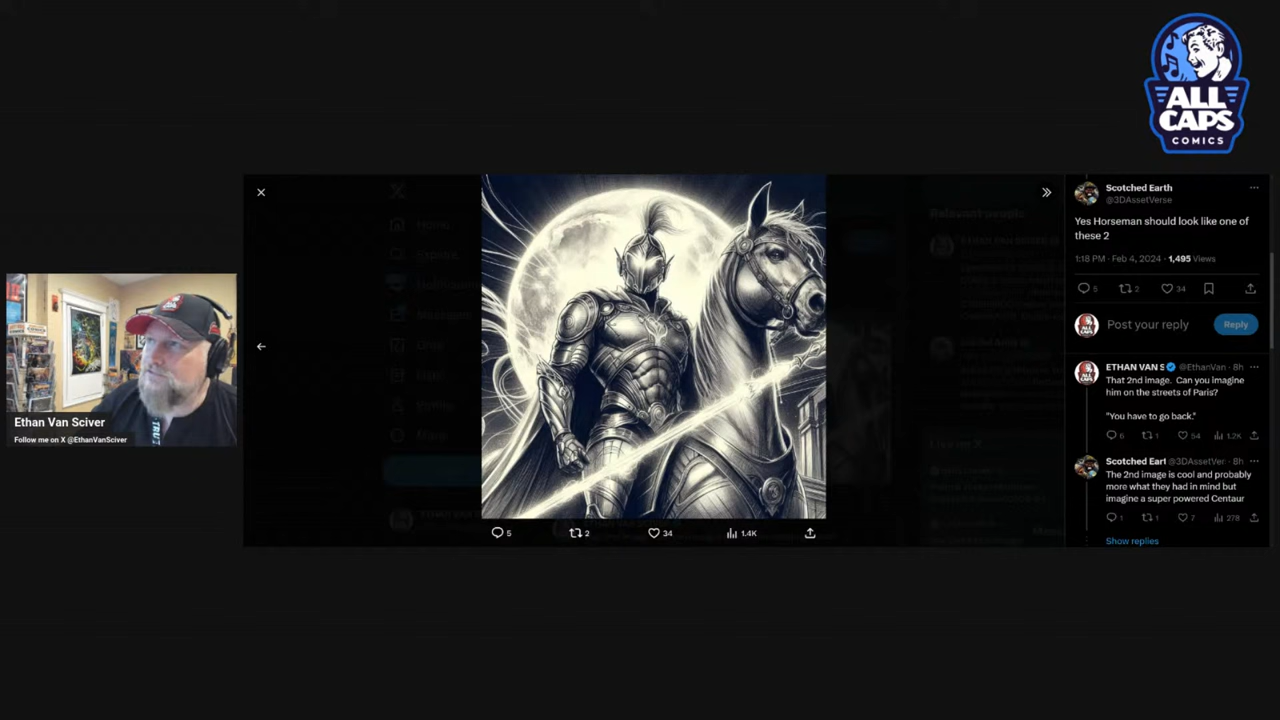 ALL
CAPS
COMICS
Scotched Earth
@3DAssetVerse
Yes Horseman should look like one of
these 2
1:18 PM · Feb 4, 2024 · 1,495 Views
5
2
34
Post your reply
Reply
ETHAN VAN S @EthanVan · 8h
That 2nd image. Can you imagine
him on the streets of Paris?
"You have to go back."
6
1
54
1.2K
Scotched Eart @3DAssetVer · 8h
The 2nd image is cool and probably
more what they had in mind but
imagine a super powered Centaur
1
1
7
278
Show replies
5
2
34
1.4K
Ethan Van Sciver
Follow me on X @EthanVanSciver